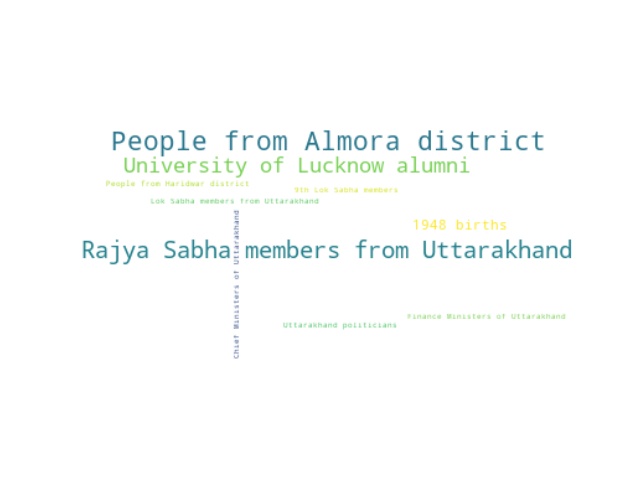 People from Almora district
University of Lucknow alumni
People from Haridwar district
9th Lok Sabha members
Lok Sabha members from Uttarakhand
Chief Ministers of Uttarakhand
1948 births
Rajya Sabha members from Uttarakhand
Finance Ministers of Uttarakhand
Uttarakhand politicians